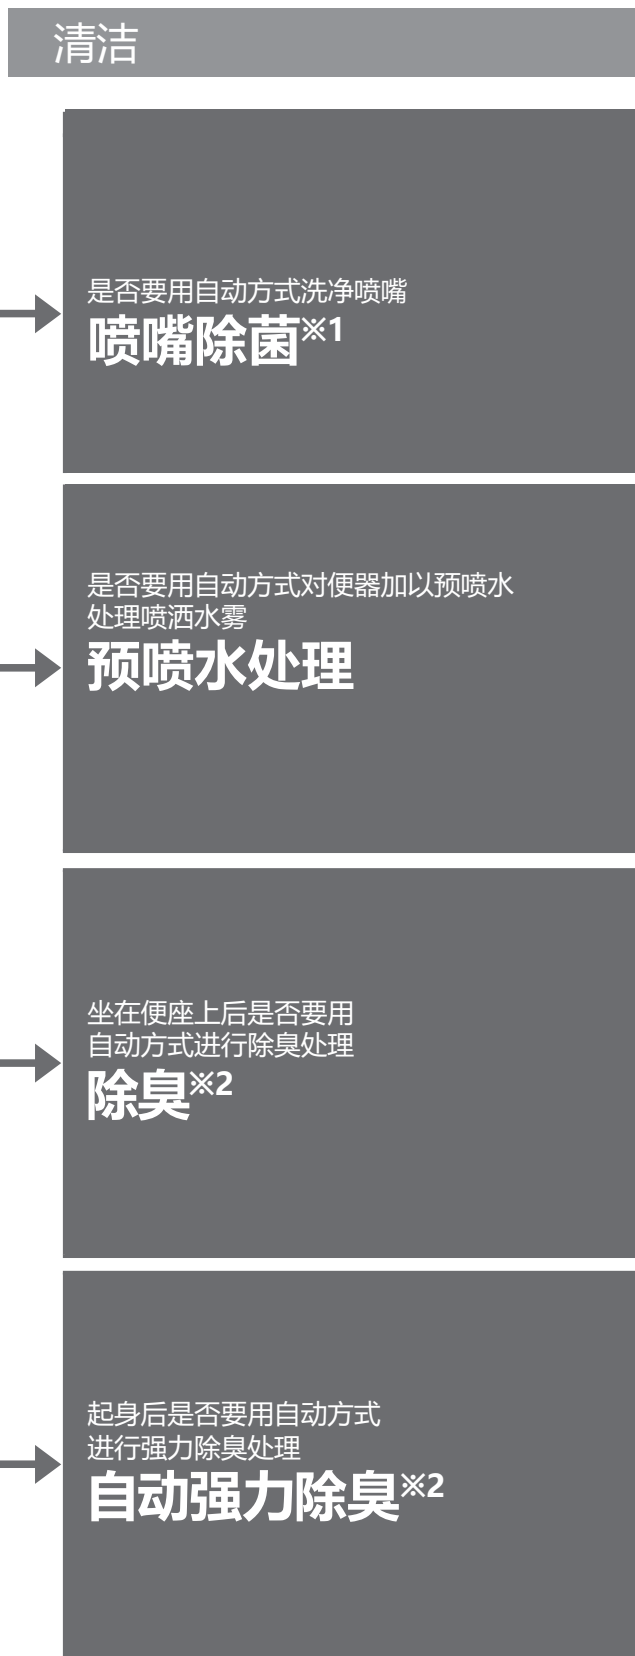 清洁
是否要用自动方式洗净喷嘴
喷嘴除菌※1
是否要用自动方式对便器加以预喷水
处理喷洒水雾
预喷水处理
坐在便座上后是否要用
自动方式进行除臭处理
除臭※2
起身后是否要用自动方式
进行强力除臭处理
自动强力除臭※2